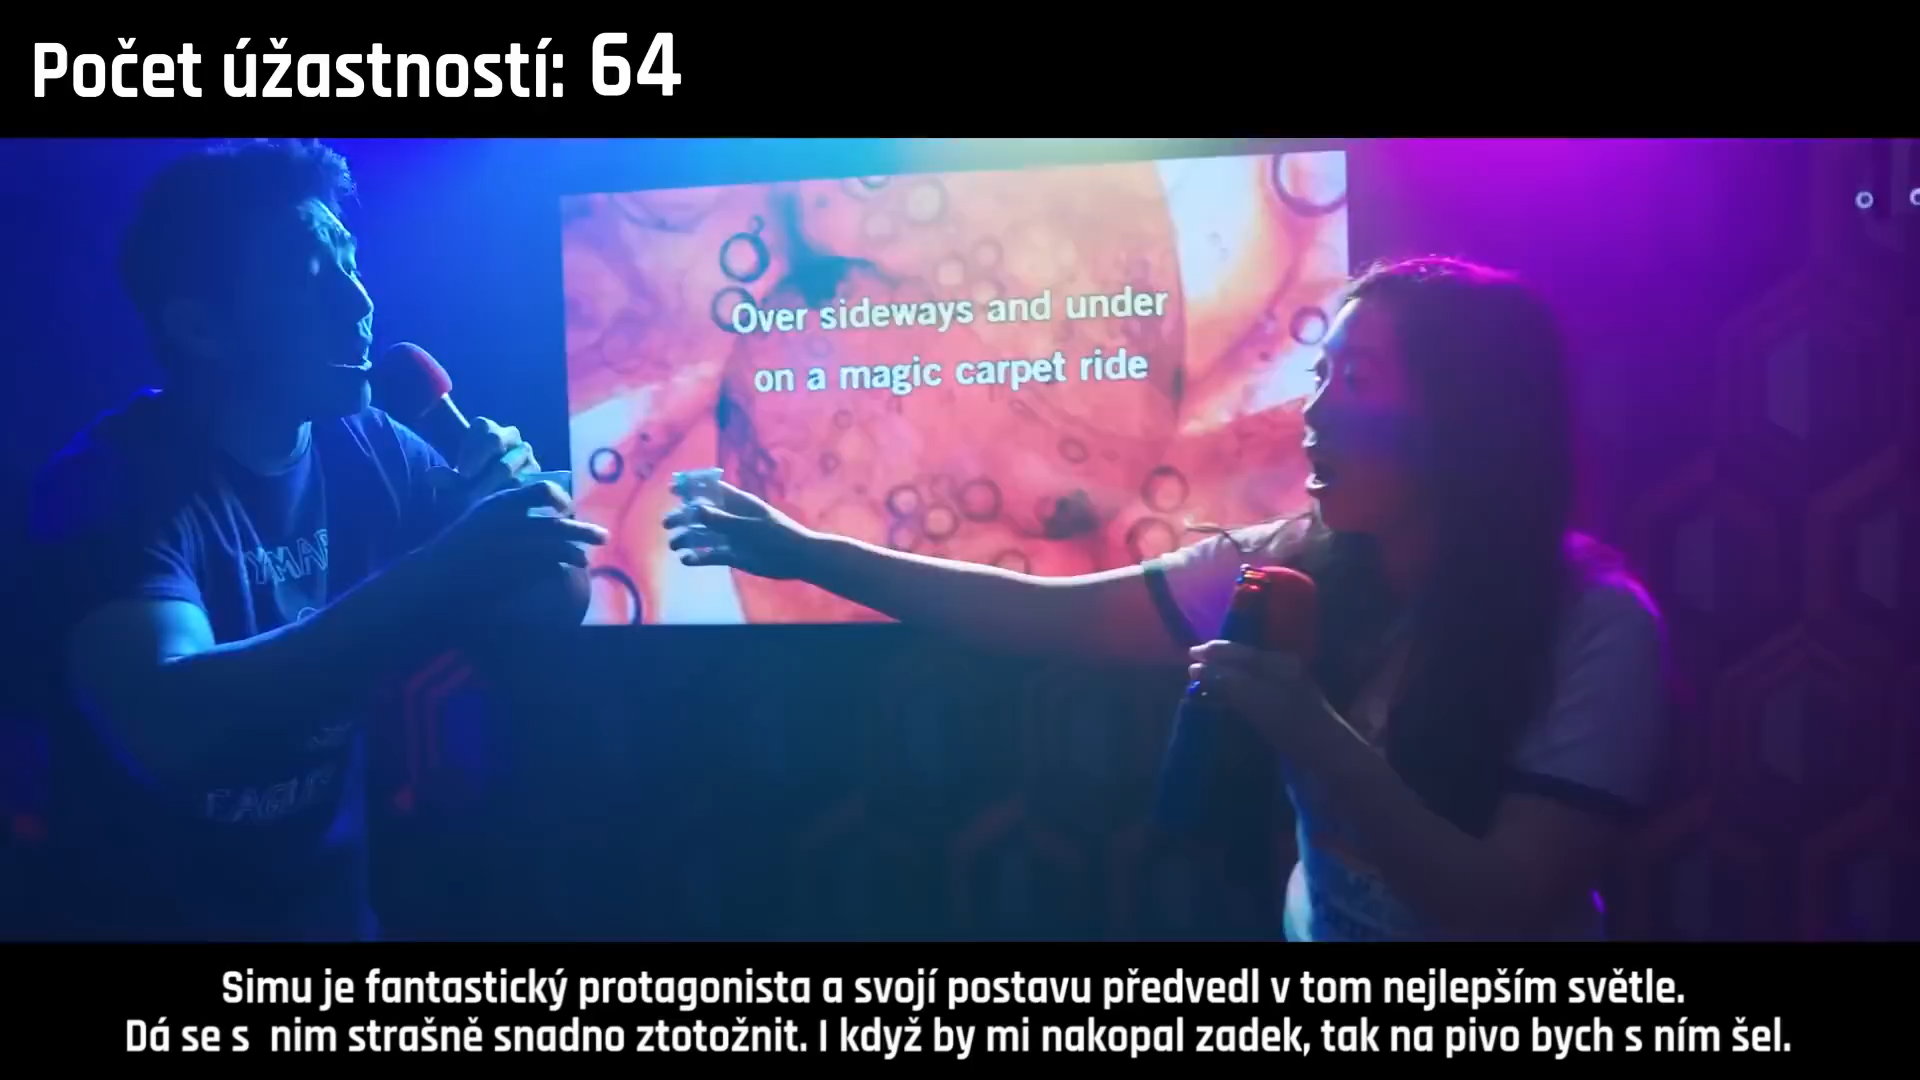 Počet úžastností: 64
Over sideways and under
on a magic carpet ride
Simu je fantastický protagonista a svojí postavu předvedl v tom nejlepším světle.
Dá se s nim strašně snadno ztotožnit. I když by mi nakopal zadek, tak na pivo bych s ním šel.